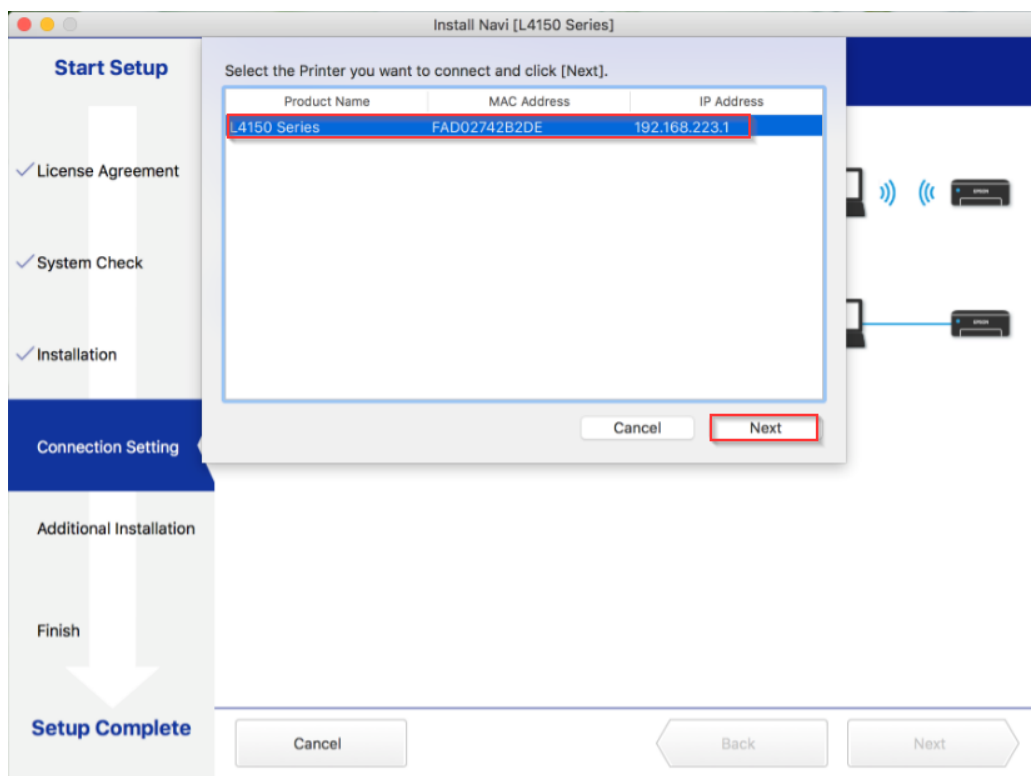 Install Navi [L4150 Series]
Start Setup
License Agreement
System Check
Installation
Connection Setting
Additional Installation
Finish
Setup Complete
Select the Printer you want to connect and click [Next].
Product Name MAC Address IP Address
L4150 Series FAD02742B2DE 192.168.223.1
Cancel Next
EPSON
EPSON
Cancel Back Next